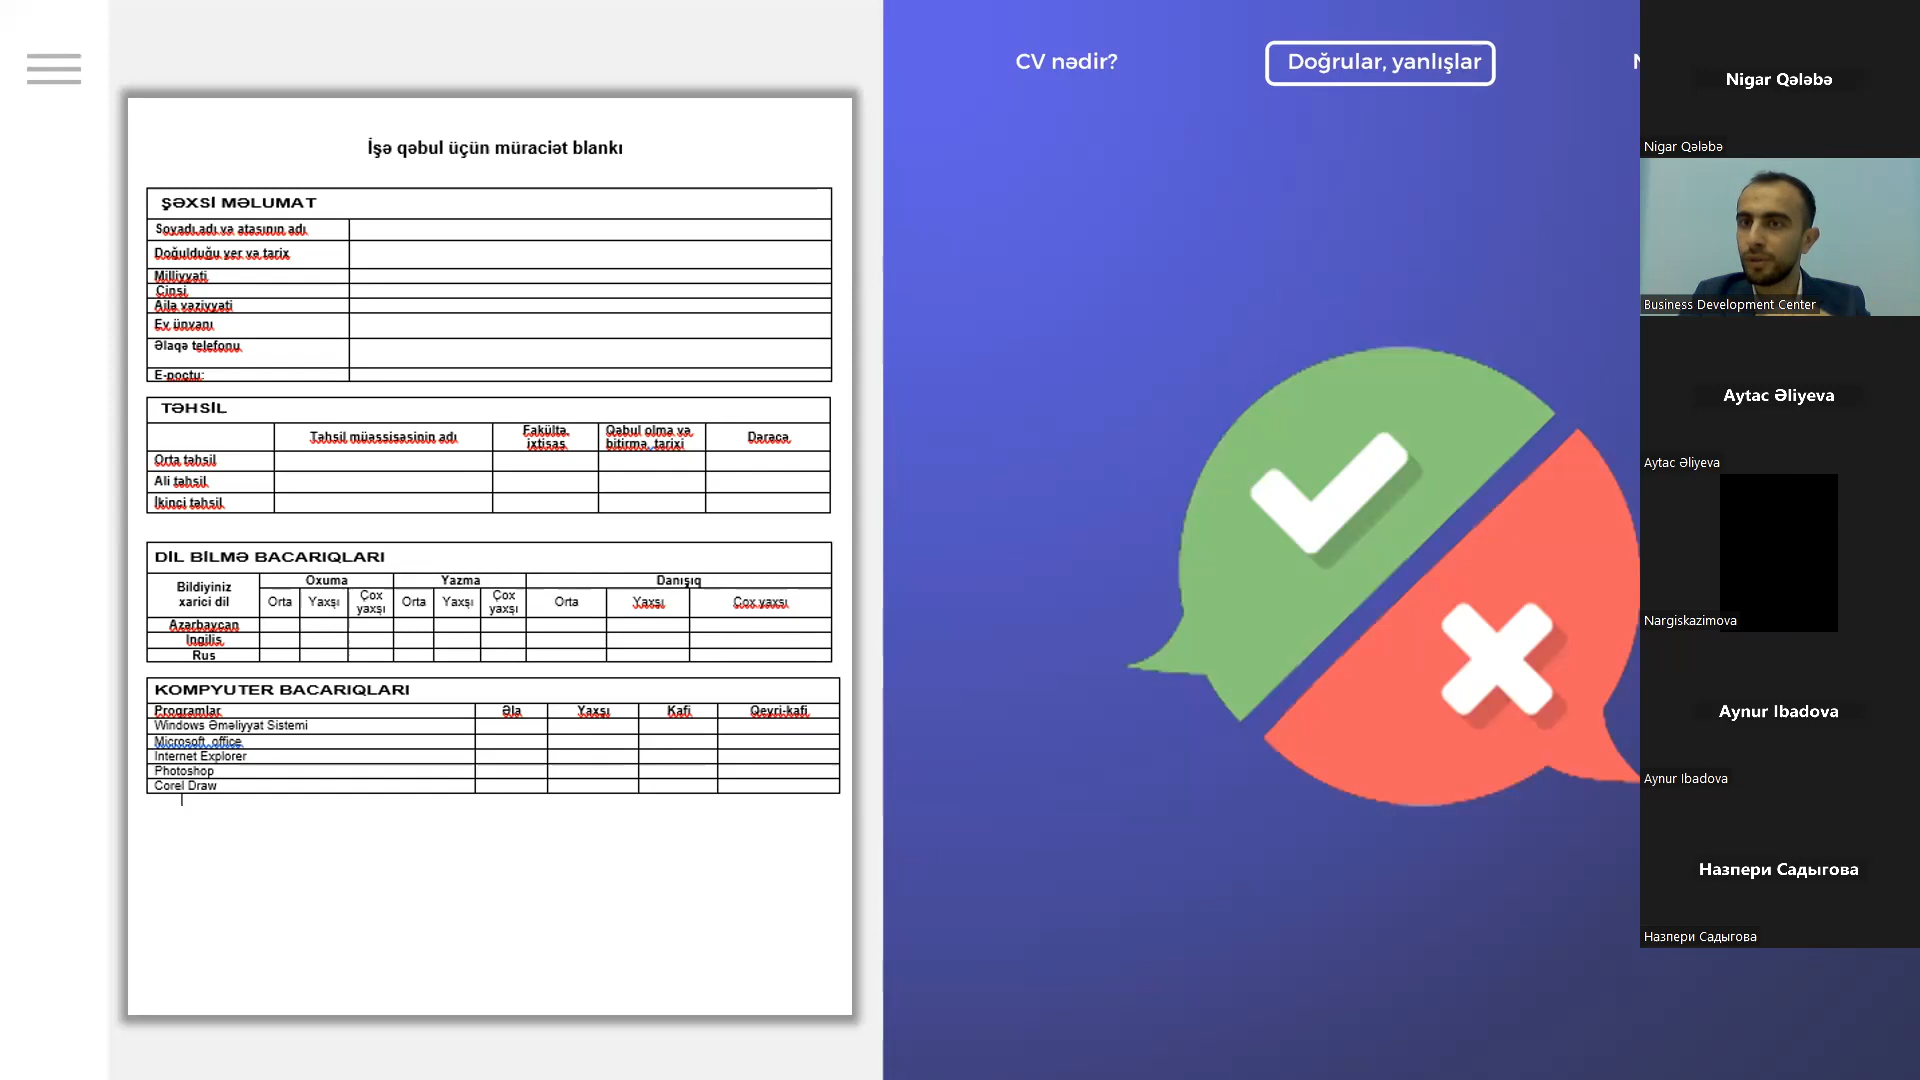 CV nədir?
Doğrular, yanlışlar
İşə qəbul üçün müraciət blankı
ŞƏXSİ MƏLUMAT
Soyadı,adı və atasının adı
Doğulduğu yer və tarix
Milliyyəti
Cinsi
Ailə vəziyyəti
Ev ünvanı
Əlaqə telefonu
E-poçtu:
TƏHSİL
Təhsil müəssisəsinin adı
Fakültə, ixtisas
Qəbul olma və bitirmə tarixi
Dərəcə
Orta təhsil
Ali təhsil
İkinci təhsil
DİL BİLMƏ BACARIQLARI
Bildiyiniz xarici dil
Oxuma
Yazma
Danışıq
Orta Yaxşı Çox yaxşı Orta Yaxşı Çox yaxşı Orta Yaxşı Çox yaxşı
Azərbaycan
İngilis
Rus
KOMPYUTER BACARIQLARI
Proqramlar Əla Yaxşı Kafi Qeyri-kafi
Windows Əməliyyat Sistemi
Microsoft office
Internet Explorer
Photoshop
Corel Draw
Nigar Qələbə
Nigar Qələbə
Business Development Center
Aytac Əliyeva
Aytac Əliyeva
Nargiskazimova
Aynur Ibadova
Aynur Ibadova
Назпери Садыгова
Назпери Садыгова